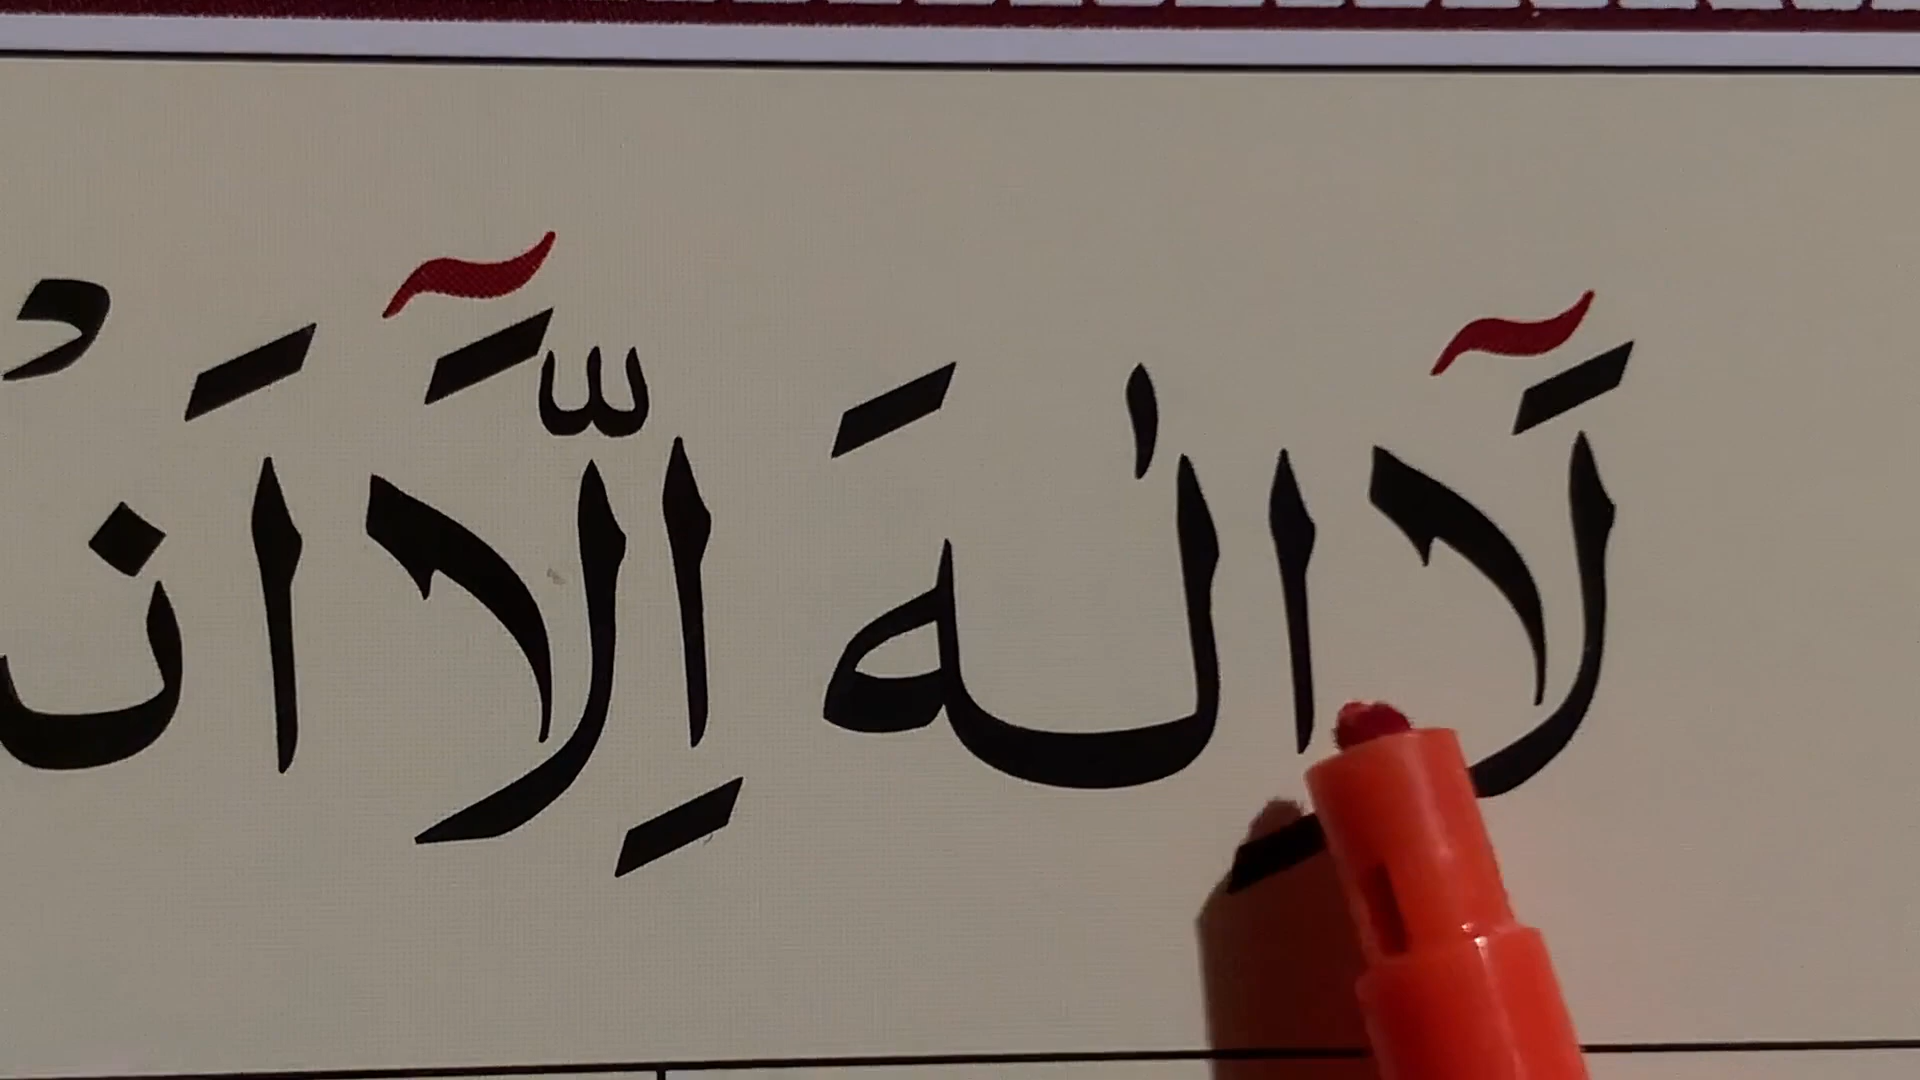 لَآ اِلٰهَ اِلَّآ اَنْ